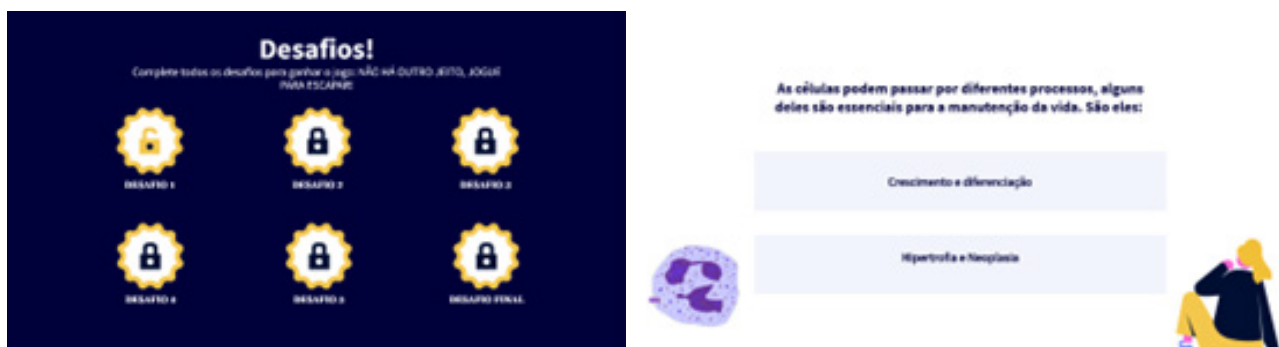 Desafios!
Complete todos os desafios para ganhar o jogo: NÃO HÁ OUTRO JEITO, JOGUE
PARA ESCAPAR!
DESAFIO 1
DESAFIO 2
DESAFIO 3
DESAFIO 4
DESAFIO 5
DESAFIO FINAL
As células podem passar por diferentes processos, alguns
deles são essenciais para a manutenção da vida. São eles:
Crescimento e diferenciação
Hipertrofia e Neoplasia